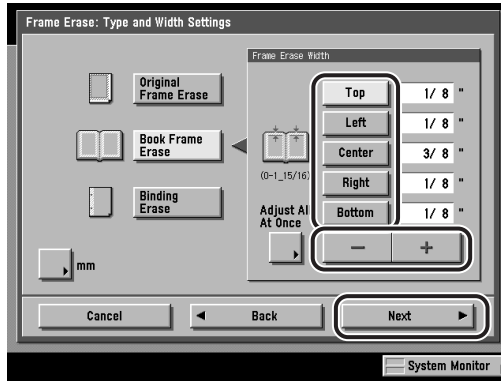 Frame Erase: Type and Width Settings
Frame Erase Width
Original
Frame Erase
Top
1/ 8 "
Left
1/ 8 "
Book Frame
Erase
Center
3/ 8 "
(0-1_15/16)
Right
1/ 8 "
Binding
Erase
Adjust All
At Once
Bottom
1/ 8 "
mm
− +
Cancel
◄ Back
Next ►
System Monitor